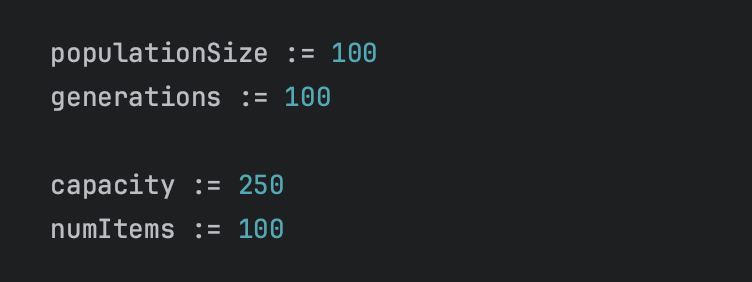 populationSize := 100
generations := 100
capacity := 250
numItems := 100